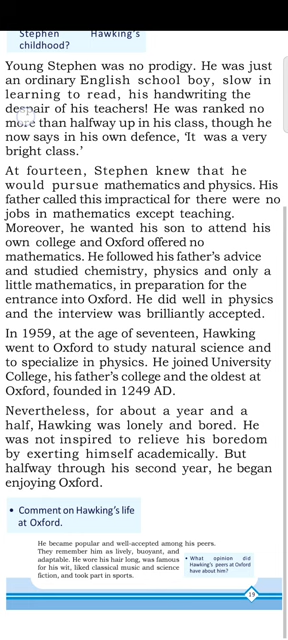 Stephen Hawking's
childhood?
Young Stephen was no prodigy. He was just
an ordinary English school boy, slow in
learning to read, his handwriting the
despair of his teachers! He was ranked no
more than halfway up in his class, though he
now says in his own defence, ‘It was a very
bright class.’
At fourteen, Stephen knew that he
would pursue mathematics and physics. His
father called this impractical for there were no
jobs in mathematics except teaching.
Moreover, he wanted his son to attend his
own college and Oxford offered no
mathematics. He followed his father's advice
and studied chemistry, physics and only a
little mathematics, in preparation for the
entrance into Oxford. He did well in physics
and the interview was brilliantly accepted.
In 1959, at the age of seventeen, Hawking
went to Oxford to study natural science and
to specialize in physics. He joined University
College, his father's college and the oldest at
Oxford, founded in 1249 AD.
Nevertheless, for about a year and a
half, Hawking was lonely and bored. He
was not inspired to relieve his boredom
by exerting himself academically. But
halfway through his second year, he began
enjoying Oxford.
• Comment on Hawking's life
at Oxford.
He became popular and well-accepted among his peers.
They remember him as lively, buoyant, and
adaptable. He wore his hair long, was famous
for his wit, liked classical music and science
fiction, and took part in sports.
• What opinion did
Hawking's peers at Oxford
have about him?
19